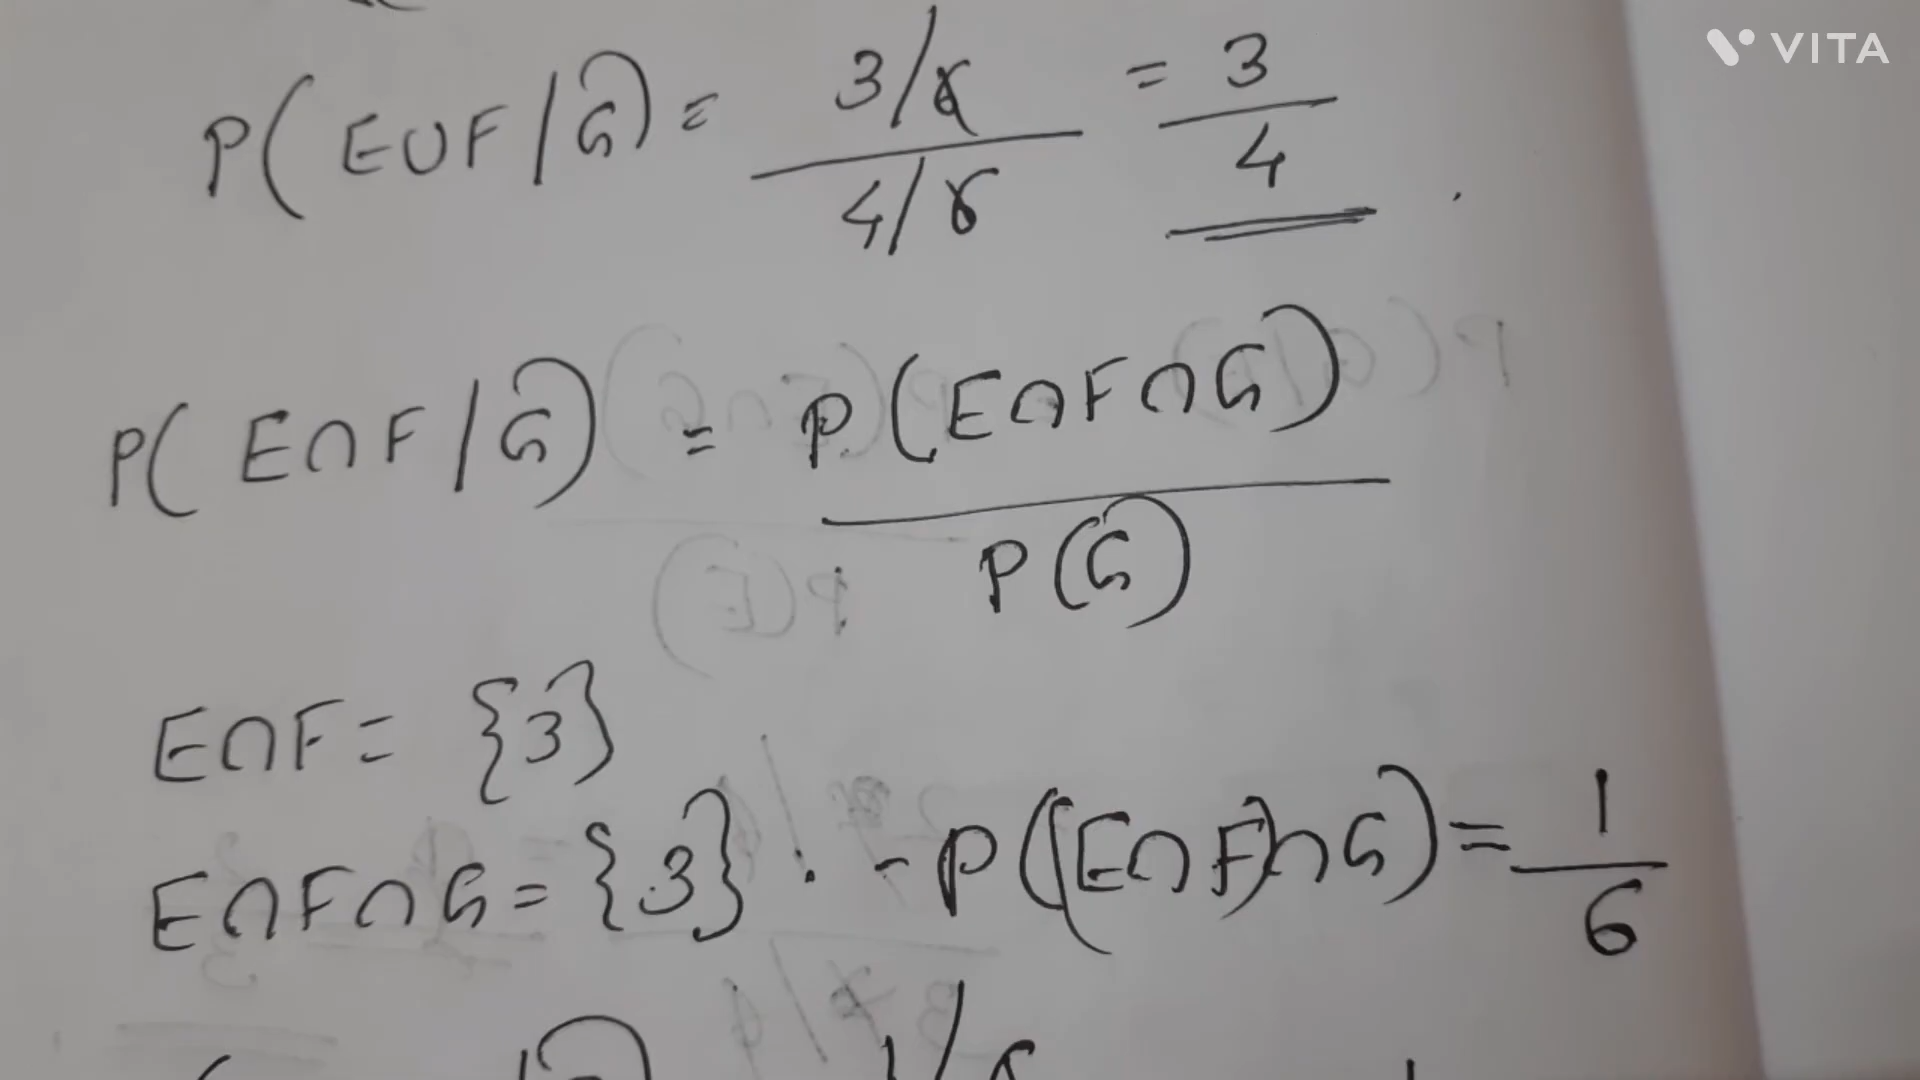 VITA
P(E∪F/G) = 3/6 / 4/6 = 3/4
P(E∩F/G) = P(E∩F∩G) / P(G)
E∩F = {3}
E∩F∩G = {3} . - P((E∩F)∩G) = 1/6